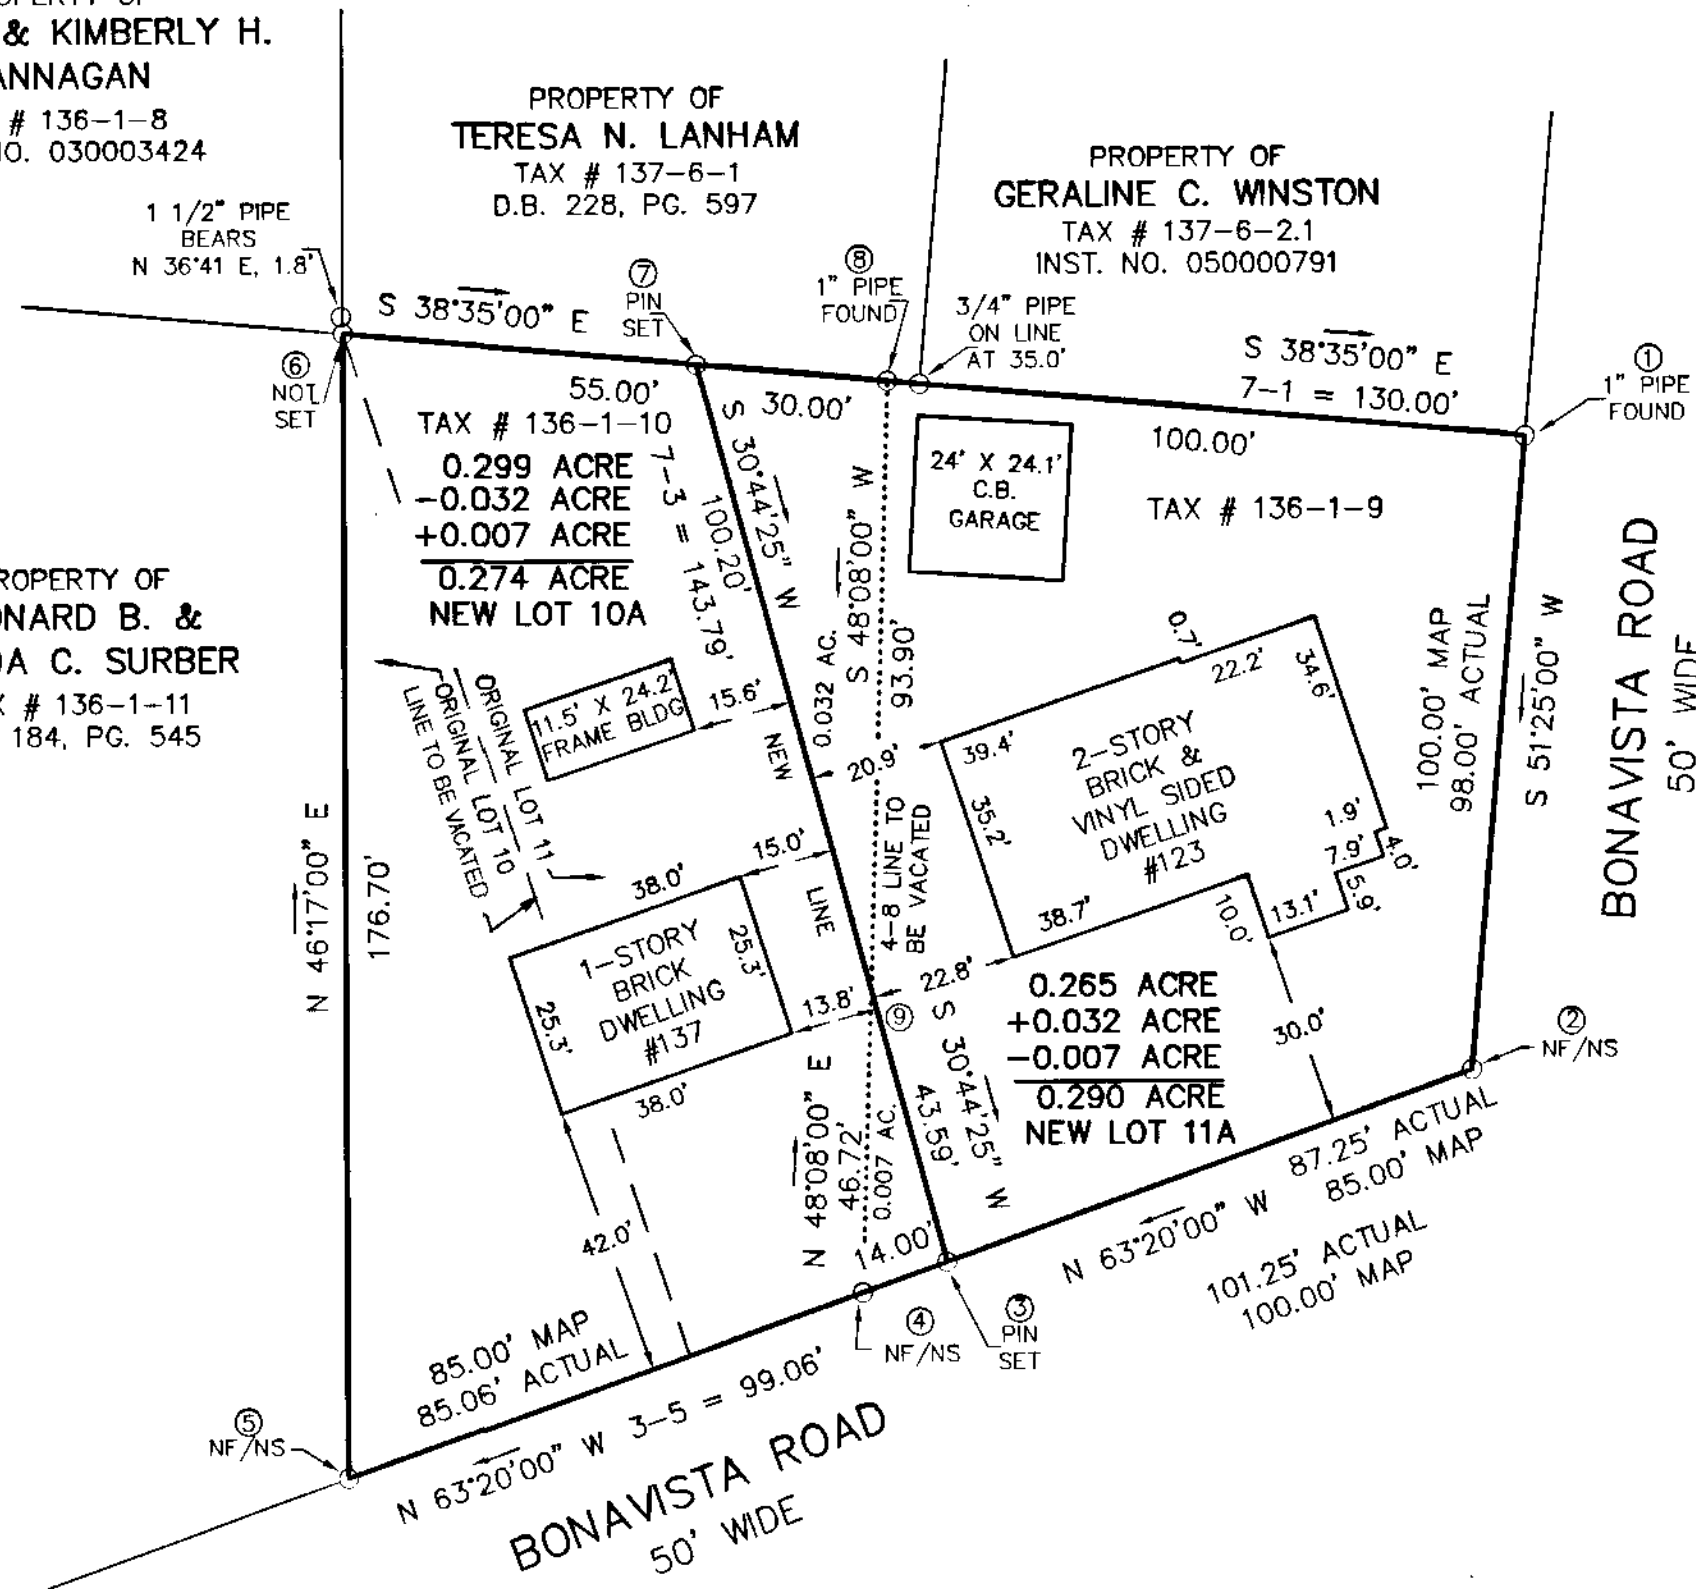 & KIMBERLY H.
ANNAGAN
# 136-1-8
NO. 030003424
1 1/2" PIPE
BEARS
N 36°41 E, 1.8'
PROPERTY OF
TERESA N. LANHAM
TAX # 137-6-1
D.B. 228, PG. 597
PROPERTY OF
GERALINE C. WINSTON
TAX # 137-6-2.1
INST. NO. 050000791
S 38°35'00" E
⑦
PIN
SET
⑧
1" PIPE
FOUND
3/4" PIPE
ON LINE
AT 35.0'
S 38°35'00" E
7-1 = 130.00'
①
1" PIPE
FOUND
⑥
NOT
SET
55.00'
30.00'
100.00'
TAX # 136-1-10
0.299 ACRE
-0.032 ACRE
+0.007 ACRE
0.274 ACRE
NEW LOT 10A
S 30°44'25" W
100.20'
7-3 = 143.79'
S 48°08'00" W
93.90'
0.032 AC.
24' X 24.1'
C.B.
GARAGE
TAX # 136-1-9
ROPERTY OF
ONARD B. &
DA C. SURBER
X # 136-1-11
184, PG. 545
ORIGINAL LOT 11
ORIGINAL LOT 10
LINE TO BE VACATED
11.5' X 24.2'
FRAME BLDG
15.6'
NEW
LINE
20.9'
4-8 LINE TO
BE VACATED
0.7'
22.2'
34.6'
39.4'
35.2'
2-STORY
BRICK &
VINYL SIDED
DWELLING
#123
1.9'
4.0'
7.9'
5.9'
13.1'
10.0'
38.7'
100.00' MAP
98.00' ACTUAL
S 51°25'00" W
BONAVISTA ROAD
50' WIDE
N 46°17'00" E
176.70'
15.0'
38.0'
25.3'
1-STORY
BRICK
DWELLING
#137
25.3'
38.0'
13.8'
22.8'
⑨
0.265 ACRE
+0.032 ACRE
-0.007 ACRE
0.290 ACRE
NEW LOT 11A
30.0'
②
NF/NS
N 48°08'00" E
46.72'
0.007 AC.
S 30°44'25" W
43.59'
42.0'
14.00'
87.25' ACTUAL
85.00' MAP
N 63°20'00" W
101.25' ACTUAL
100.00' MAP
③
PIN
SET
④
NF/NS
85.00' MAP
85.06' ACTUAL
⑤
NF/NS
N 63°20'00" W 3-5 = 99.06'
BONAVISTA ROAD
50' WIDE